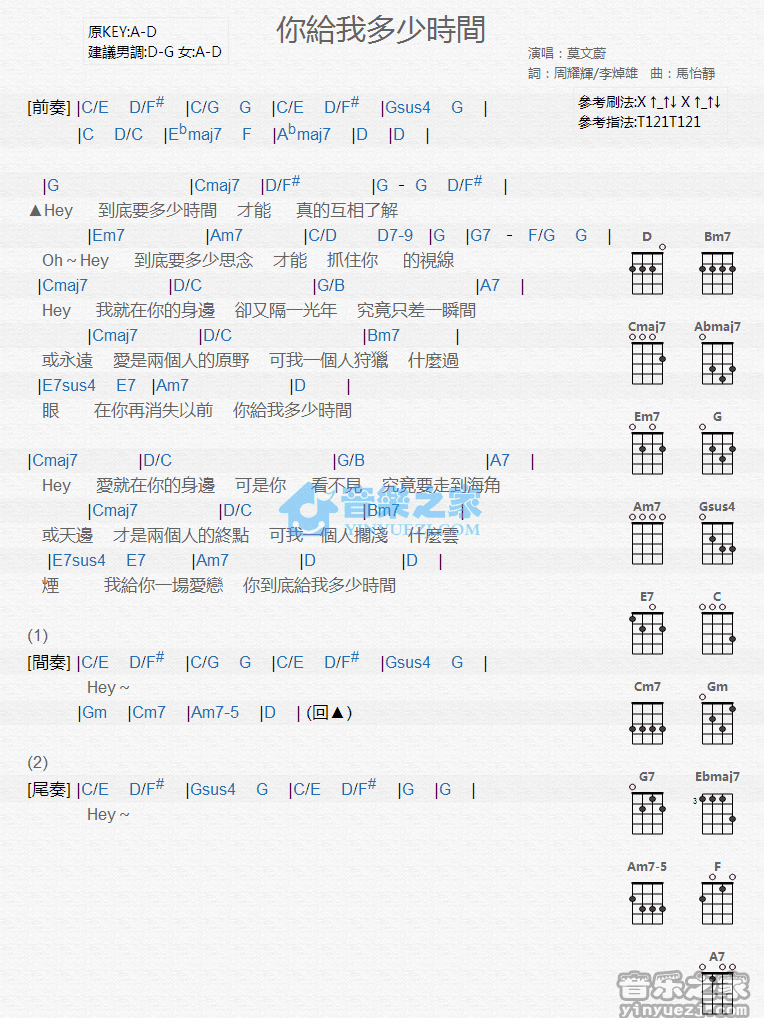 你給我多少時間
原KEY:A-D
建議男調:D-G 女:A-D
演唱：莫文蔚
詞：周耀輝/李焯雄 曲：馬怡靜
參考刷法:X ↑_↑↓ X ↑_↑↓
參考指法:T121T121
[前奏] |C/E D/F# |C/G G |C/E D/F# |Gsus4 G |
|C D/C |Ebmaj7 F |Abmaj7 |D |D |
|G |Cmaj7 |D/F# |G - G D/F# |
▲Hey 到底要多少時間 才能 真的互相了解
|Em7 |Am7 |C/D D7-9 |G |G7 - F/G G |
Oh~Hey 到底要多少思念 才能 抓住你 的視線
|Cmaj7 |D/C |G/B |A7 |
Hey 我就在你的身邊 卻又隔一光年 究竟只差一瞬間
|Cmaj7 |D/C |Bm7 |
或永遠 愛是兩個人的原野 可我一個人狩獵 什麼過
|E7sus4 E7 |Am7 |D |
眼 在你再消失以前 你給我多少時間
|Cmaj7 |D/C |G/B |A7 |
Hey 愛就在你的身邊 可是你 看不見 究竟要走到海角
|Cmaj7 |D/C |Bm7 |
或天邊 才是兩個人的終點 可我一個人擱淺 什麼雲
|E7sus4 E7 |Am7 |D |D |
煙 我給你一場愛戀 你到底給我多少時間
(1)
[間奏] |C/E D/F# |C/G G |C/E D/F# |Gsus4 G |
Hey~
|Gm |Cm7 |Am7-5 |D | (回▲)
(2)
[尾奏] |C/E D/F# |Gsus4 G |C/E D/F# |G |G |
Hey~
D Bm7
Cmaj7 Abmaj7
Em7 G
Am7 Gsus4
E7 C
Cm7 Gm
G7 Ebmaj7
3
Am7-5 F
A7
音樂之家
YINYUEZJ.COM
音乐之家
yinyuezj.com